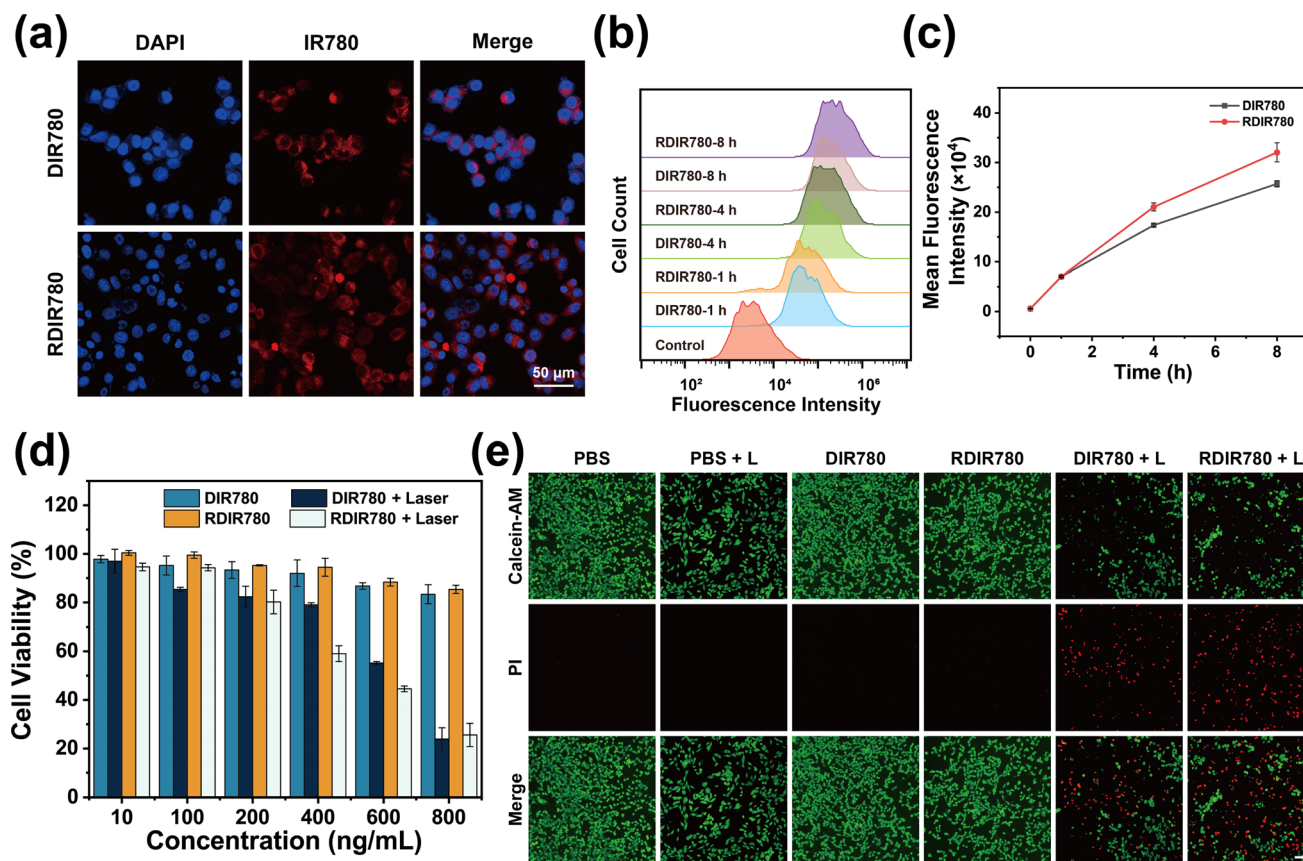 (a)
DAPI IR780 Merge
DIR780
RDIR780
50 μm
(b)
Cell Count
RDIR780-8 h
DIR780-8 h
RDIR780-4 h
DIR780-4 h
RDIR780-1 h
DIR780-1 h
Control
10² 10⁴ 10⁶
Fluorescence Intensity
(c)
Mean Fluorescence
Intensity (×10⁴)
DIR780
RDIR780
40
30
20
10
0
0 2 4 6 8
Time (h)
(d)
Cell Viability (%)
DIR780 DIR780 + Laser
RDIR780 RDIR780 + Laser
120
100
80
60
40
20
0
10 100 200 400 600 800
Concentration (ng/mL)
(e)
PBS PBS + L DIR780 RDIR780 DIR780 + L RDIR780 + L
Calcein-AM
PI
Merge